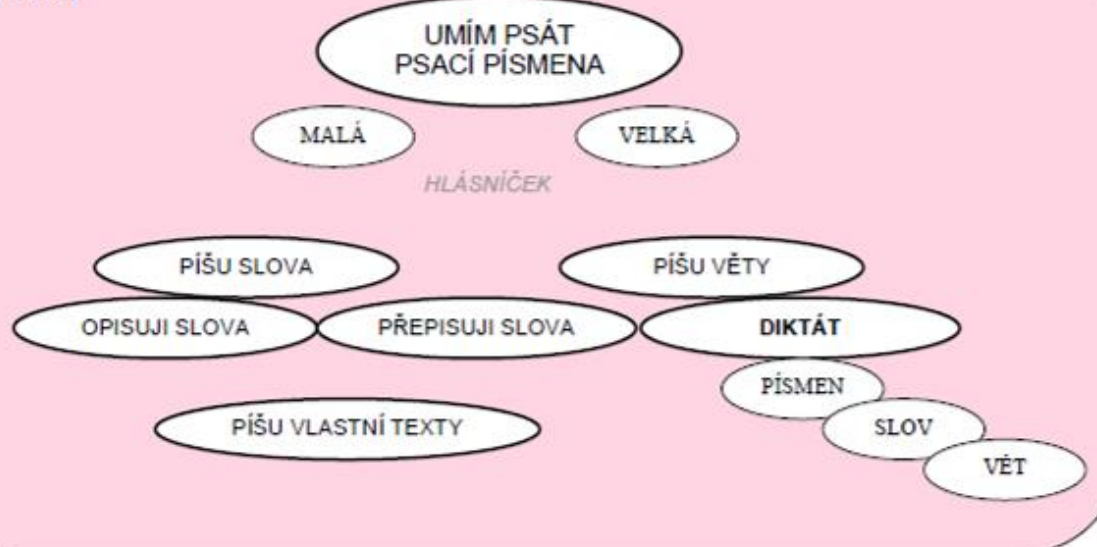 UMÍM PSÁT
PSACÍ PÍSMENA
MALÁ
VELKÁ
HLÁSNÍČEK
PÍŠU SLOVA
PÍŠU VĚTY
OPISUJI SLOVA
PŘEPISUJI SLOVA
DIKTÁT
PÍSMEN
PÍŠU VLASTNÍ TEXTY
SLOV
VĚT